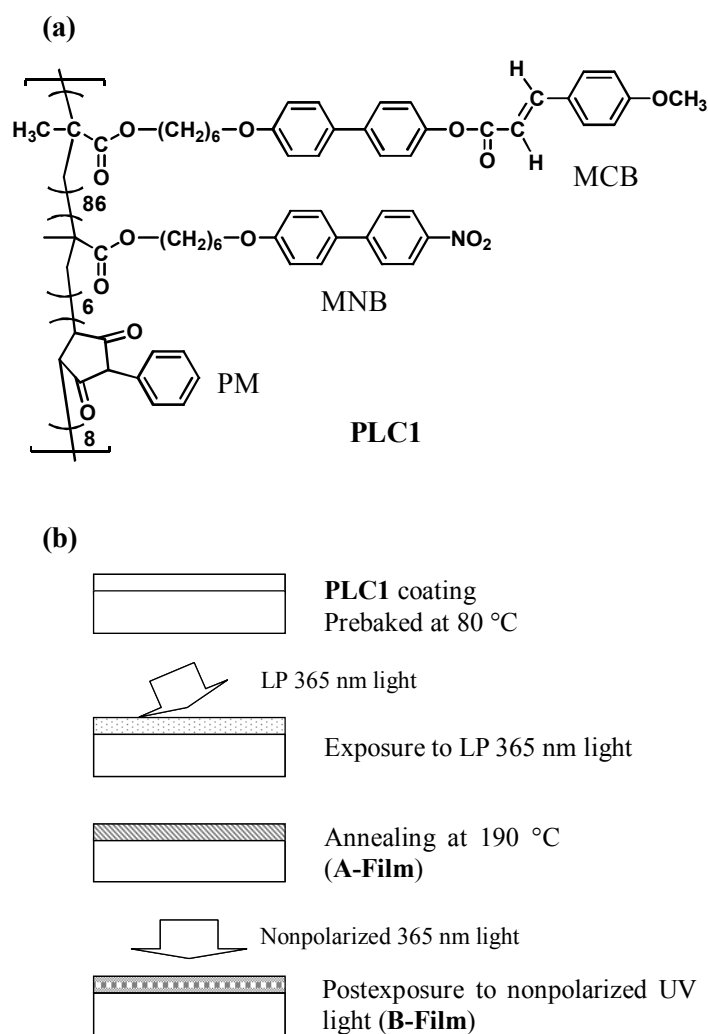 (a)
H
OCH₃
H₃C
O
O
(CH₂)₆
O
O
O
H
MCB
86
O
(CH₂)₆
O
NO₂
O
MNB
6
O
O
PM
PLC1
8
(b)
PLC1 coating
Prebaked at 80 °C
LP 365 nm light
Exposure to LP 365 nm light
Annealing at 190 °C
(A-Film)
Nonpolarized 365 nm light
Postexposure to nonpolarized UV
light (B-Film)